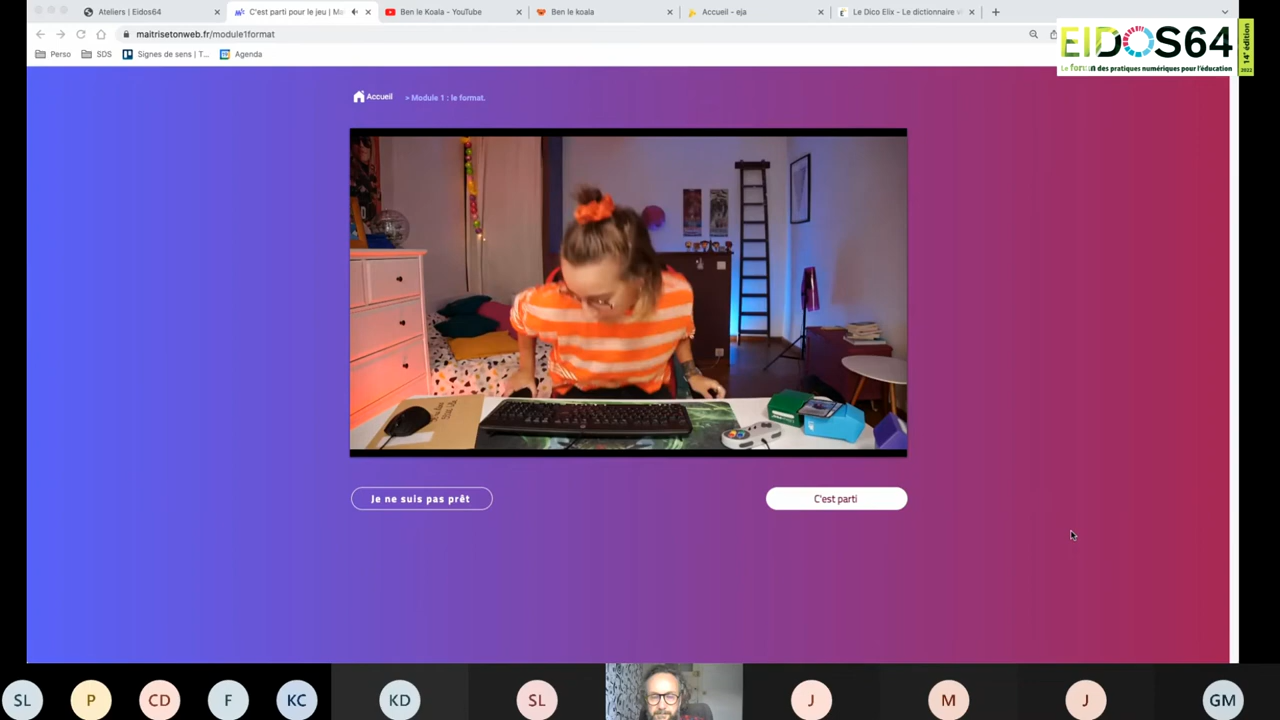 Ateliers | Eidos64
C'est parti pour le jeu | Ma
Ben le Koala - YouTube
Ben le koala
Accueil - eja
Le Dico Elix - Le dictionnaire v
maitrisetonweb.fr/module1format
Perso
SDS
Signes de sens | T...
Agenda
EIDOS64
Le forum des pratiques numériques pour l'éducation
14e édition
2022
Accueil
> Module 1 : le format.
Je ne suis pas prêt
C'est parti
SL
P
CD
F
KC
KD
SL
J
M
J
GM